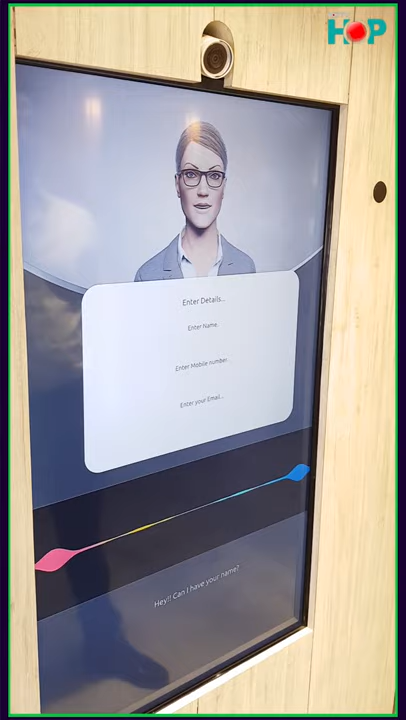 HOP
Enter Details...
Enter Name.
Enter Mobile number.
Enter your Email...
Hey!! Can I have your name?